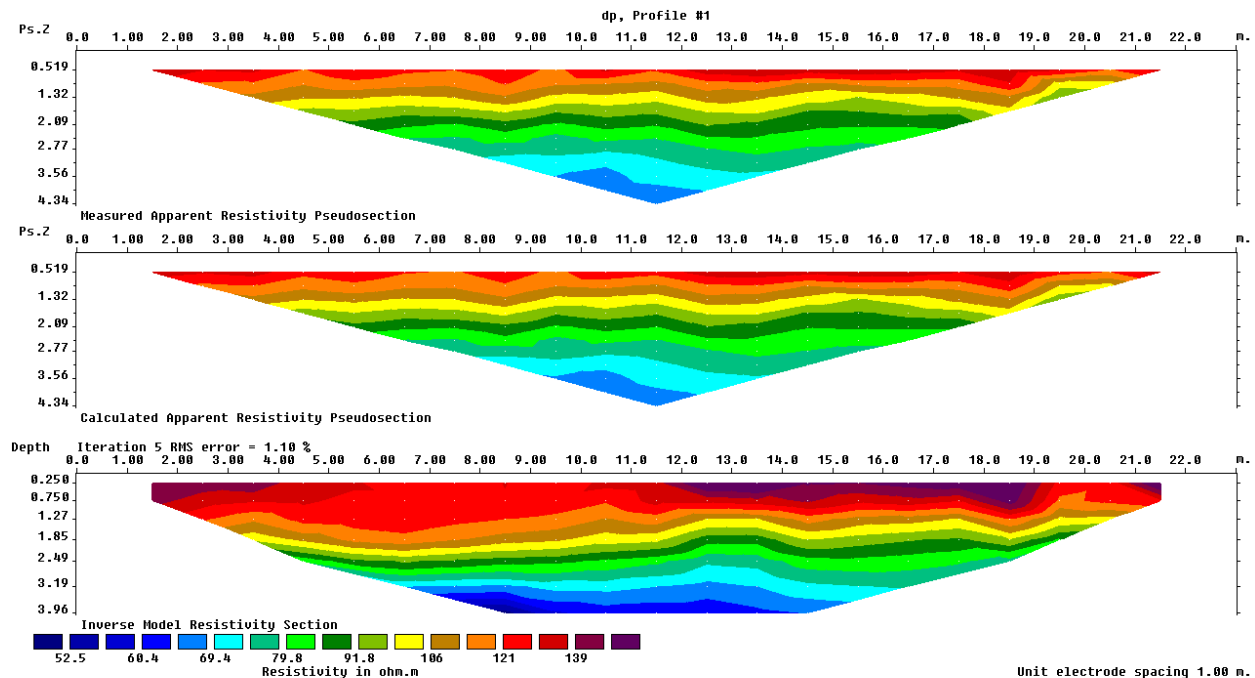 dp, Profile #1
Ps.Z 0.0 1.00 2.00 3.00 4.00 5.00 6.00 7.00 8.00 9.00 10.0 11.0 12.0 13.0 14.0 15.0 16.0 17.0 18.0 19.0 20.0 21.0 22.0 m.
0.519
1.32
2.09
2.77
3.56
4.34
Measured Apparent Resistivity Pseudosection
Ps.Z 0.0 1.00 2.00 3.00 4.00 5.00 6.00 7.00 8.00 9.00 10.0 11.0 12.0 13.0 14.0 15.0 16.0 17.0 18.0 19.0 20.0 21.0 22.0 m.
0.519
1.32
2.09
2.77
3.56
4.34
Calculated Apparent Resistivity Pseudosection
Depth Iteration 5 RMS error = 1.10 %
0.0 1.00 2.00 3.00 4.00 5.00 6.00 7.00 8.00 9.00 10.0 11.0 12.0 13.0 14.0 15.0 16.0 17.0 18.0 19.0 20.0 21.0 22.0 m.
0.250
0.750
1.27
1.85
2.49
3.19
3.96
Inverse Model Resistivity Section
52.5 60.4 69.4 79.8 91.8 106 121 139
Resistivity in ohm.m
Unit electrode spacing 1.00 m.